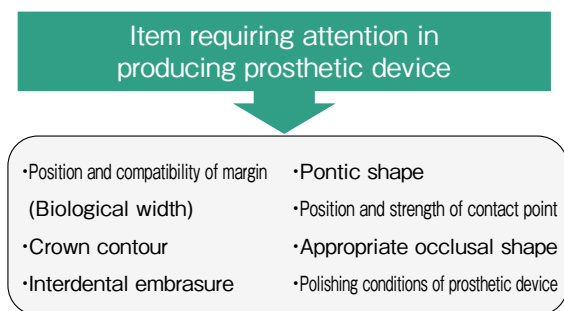 Item requiring attention in
producing prosthetic device
・Position and compatibility of margin
(Biological width)
・Crown contour
・Interdental embrasure
・Pontic shape
・Position and strength of contact point
・Appropriate occlusal shape
・Polishing conditions of prosthetic device